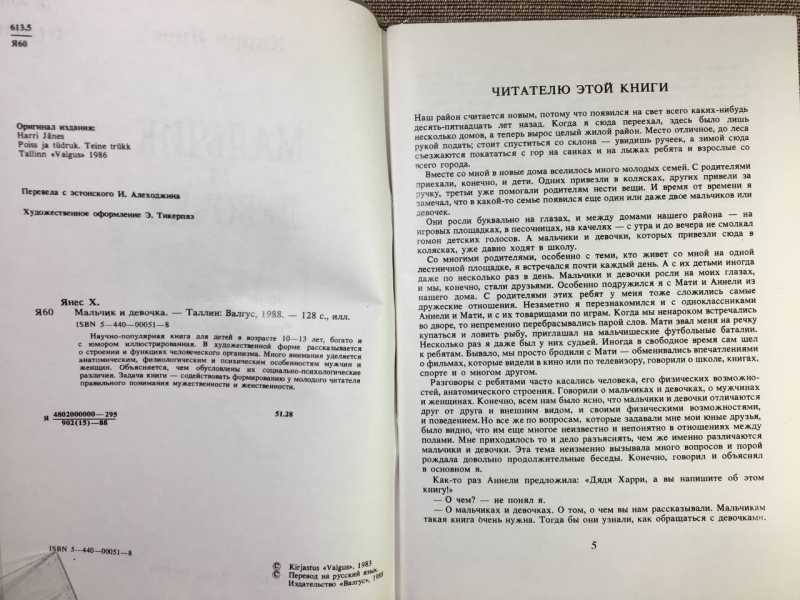 613.5
Я60
Оригинал издания:
Harri Jänes
Poiss ja tüdruk. Teine trükk
Tallinn «Valgus» 1986
Перевела с эстонского И. Алеходжина
Художественное оформление Э. Тикерпяэ
Янес Х.
Я60 Мальчик и девочка. — Таллин: Валгус, 1988. — 128 с., илл.
ISBN 5—440—00051—8
Научно-популярная книга для детей в возрасте 10—13 лет, богато и
с юмором иллюстрированная. В художественной форме рассказывается
о строении и функциях человеческого организма. Много внимания уделяется
анатомическим, физиологическим и психическим особенностям мужчин и
женщин. Объясняется, чем обусловлены их социально-психологические
различия. Задача книги — содействовать формированию у молодого читателя
правильного понимания мужественности и женственности.
Я 4802000000—295
902(15)—88
51.28
ISBN 5—440—00051—8
© Kirjastus «Valgus», 1983
© Перевод на русский язык.
Издательство «Валгус», 1988
ЧИТАТЕЛЮ ЭТОЙ КНИГИ
Наш район считается новым, потому что появился на свет всего каких-нибудь
десять-пятнадцать лет назад. Когда я сюда переехал, здесь было лишь
несколько домов, а теперь вырос целый жилой район. Место отличное, до леса
рукой подать; стоит спуститься со склона — увидишь ручеек, а зимой сюда
съезжаются покататься с гор на санках и на лыжах ребята и взрослые со
всего города.
Вместе со мной в новые дома вселилось много молодых семей. С родителями
приехали, конечно, и дети. Одних привезли в колясках, других привели за
ручку, третьи уже помогали родителям нести вещи. И время от времени я
замечал, что в какой-то семье появился еще один или даже двое мальчиков или
девочек.
Они росли буквально на глазах, и между домами нашего района — на
игровых площадках, в песочницах, на качелях — с утра и до вечера не смолкал
гомон детских голосов. А мальчики и девочки, которых привезли сюда в
колясках, уже давно ходят в школу.
Со многими родителями, особенно с теми, кто живет со мной на одной
лестничной площадке, я встречался почти каждый день. А с их детьми иногда
даже по несколько раз в день. Мальчики и девочки росли на моих глазах,
и мы, конечно, стали друзьями. Особенно подружился я с Мати и Аннели из
нашего дома. С родителями этих ребят у меня тоже сложились самые
дружеские отношения. Незаметно я перезнакомился и с одноклассниками
Аннели и Мати, и с их товарищами по играм. Когда мы ненароком встречались
во дворе, то непременно перебрасывались парой слов. Мати звал меня на речку
купаться, ловить рыбу, приглашал на мальчишеские футбольные баталии.
Несколько раз я даже был у них судьей. Иногда в свободное время сам шел
к ребятам. Бывало, мы просто бродили с Мати — обменивались впечатлениями
о фильмах, которые видели в кино или по телевизору, говорили о школе, книгах,
спорте и о многом другом.
Разговоры с ребятами часто касались человека, его физических возможно-
стей, анатомического строения. Говорили о мальчиках и девочках, о мужчинах
и женщинах. Конечно, всем нам было ясно, что мальчики и девочки отличаются
друг от друга и внешним видом, и своими физическими возможностями,
и поведением. Но все же по вопросам, которые задавали мне мои юные друзья,
было видно, что им еще многое неизвестно и непонятно в отношениях между
полами. Мне приходилось то и дело разъяснять, чем же именно различаются
мальчики и девочки. Эта тема неизменно вызывала много вопросов и порой
рождала довольно продолжительные беседы. Конечно, говорил и объяснял
в основном я.
Как-то раз Аннели предложила: «Дядя Харри, а вы напишите об этом
книгу!»
— О чем? — не понял я.
— О мальчиках и девочках. О том, о чем вы нам рассказывали. Мальчикам
такая книга очень нужна. Тогда бы они узнали, как обращаться с девочками.
5